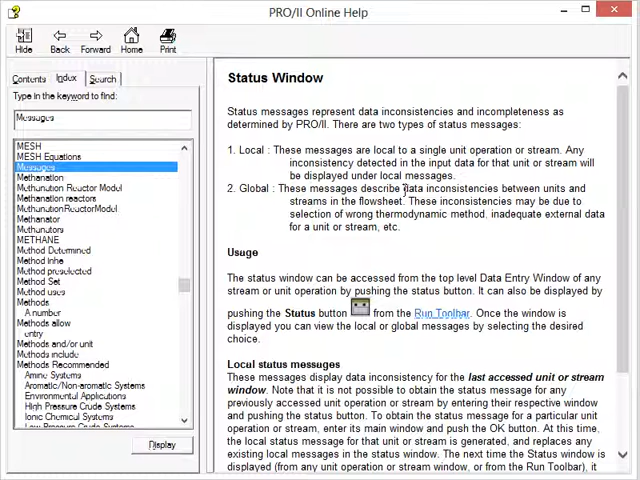 PRO/II Online Help
Hide Back Forward Home Print
Contents Index Search
Type in the keyword to find:
Messages
MESH
MESH Equations
Messages
Methanation
Methanation Reactor Model
Methanation reactors
MethanationReactorModel
Methanator
Methanators
METHANE
Method Determined
Method Inhe
Method preselected
Method Set
Method uses
Methods
A number
Methods allow
entry
Methods and/or unit
Methods include
Methods Recommended
Amine Systems
Aromatic/Non-aromatic Systems
Environmental Applications
High Pressure Crude Systems
Ionic Chemical Systems
Low Pressure Crude Systems
Display
Status Window
Status messages represent data inconsistencies and incompleteness as
determined by PRO/II. There are two types of status messages:
1. Local : These messages are local to a single unit operation or stream. Any
inconsistency detected in the input data for that unit or stream will
be displayed under local messages.
2. Global : These messages describe data inconsistencies between units and
streams in the flowsheet. These inconsistencies may be due to
selection of wrong thermodynamic method, inadequate external data
for a unit or stream, etc.
Usage
The status window can be accessed from the top level Data Entry Window of any
stream or unit operation by pushing the status button. It can also be displayed by
pushing the Status button from the Run Toolbar. Once the window is
displayed you can view the local or global messages by selecting the desired
choice.
Local status messages
These messages display data inconsistency for the last accessed unit or stream
window. Note that it is not possible to obtain the status message for any
previously accessed unit operation or stream by entering their respective window
and pushing the status button. To obtain the status message for a particular unit
operation or stream, enter its main window and push the OK button. At this time,
the local status message for that unit or stream is generated, and replaces any
existing local messages in the window. The next time the Status window is
displayed (from any unit operation or stream window, or from the Run Toolbar), it